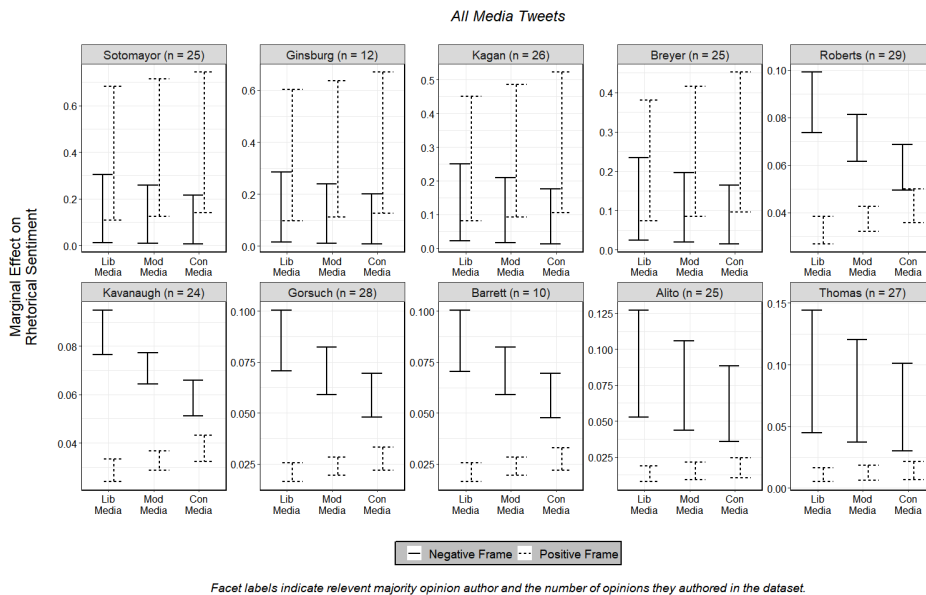 All Media Tweets
Marginal Effect on
Rhetorical Sentiment
Sotomayor (n = 25)
0.6
0.4
0.2
0.0
Lib Media
Mod Media
Con Media
Ginsburg (n = 12)
0.6
0.4
0.2
0.0
Lib Media
Mod Media
Con Media
Kagan (n = 26)
0.5
0.4
0.3
0.2
0.1
0.0
Lib Media
Mod Media
Con Media
Breyer (n = 25)
0.4
0.3
0.2
0.1
0.0
Lib Media
Mod Media
Con Media
Roberts (n = 29)
0.10
0.08
0.06
0.04
Lib Media
Mod Media
Con Media
Kavanaugh (n = 24)
0.08
0.06
0.04
Lib Media
Mod Media
Con Media
Gorsuch (n = 28)
0.100
0.075
0.050
0.025
Lib Media
Mod Media
Con Media
Barrett (n = 10)
0.100
0.075
0.050
0.025
Lib Media
Mod Media
Con Media
Alito (n = 25)
0.125
0.100
0.075
0.050
0.025
Lib Media
Mod Media
Con Media
Thomas (n = 27)
0.15
0.10
0.05
0.00
Lib Media
Mod Media
Con Media
Negative Frame
Positive Frame
Facet labels indicate relevent majority opinion author and the number of opinions they authored in the dataset.